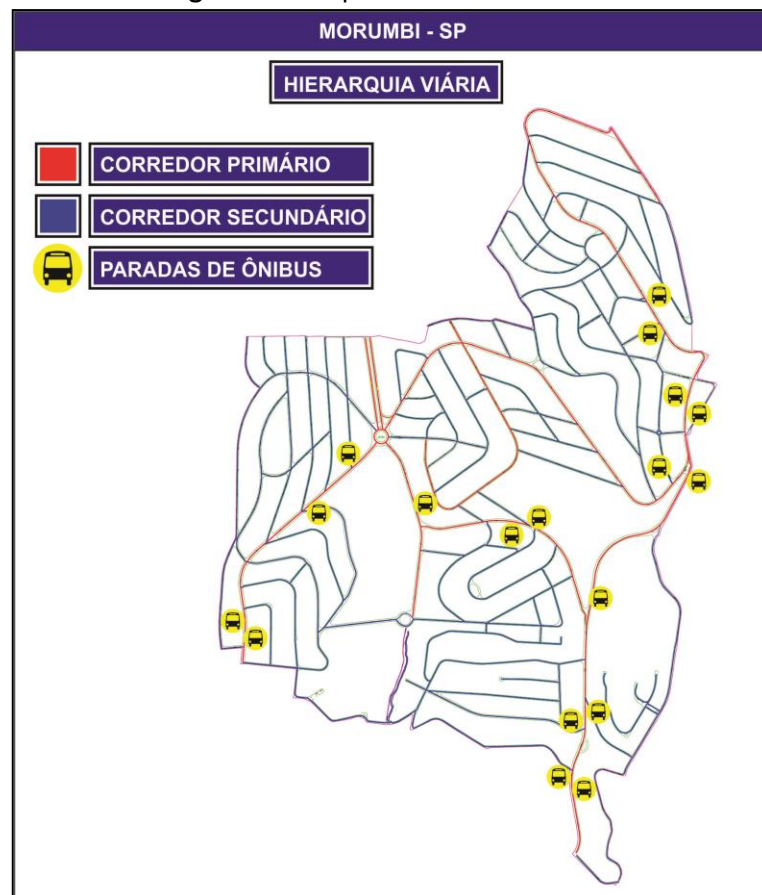 MORUMBI - SP
HIERARQUIA VIÁRIA
CORREDOR PRIMÁRIO
CORREDOR SECUNDÁRIO
PARADAS DE ÔNIBUS